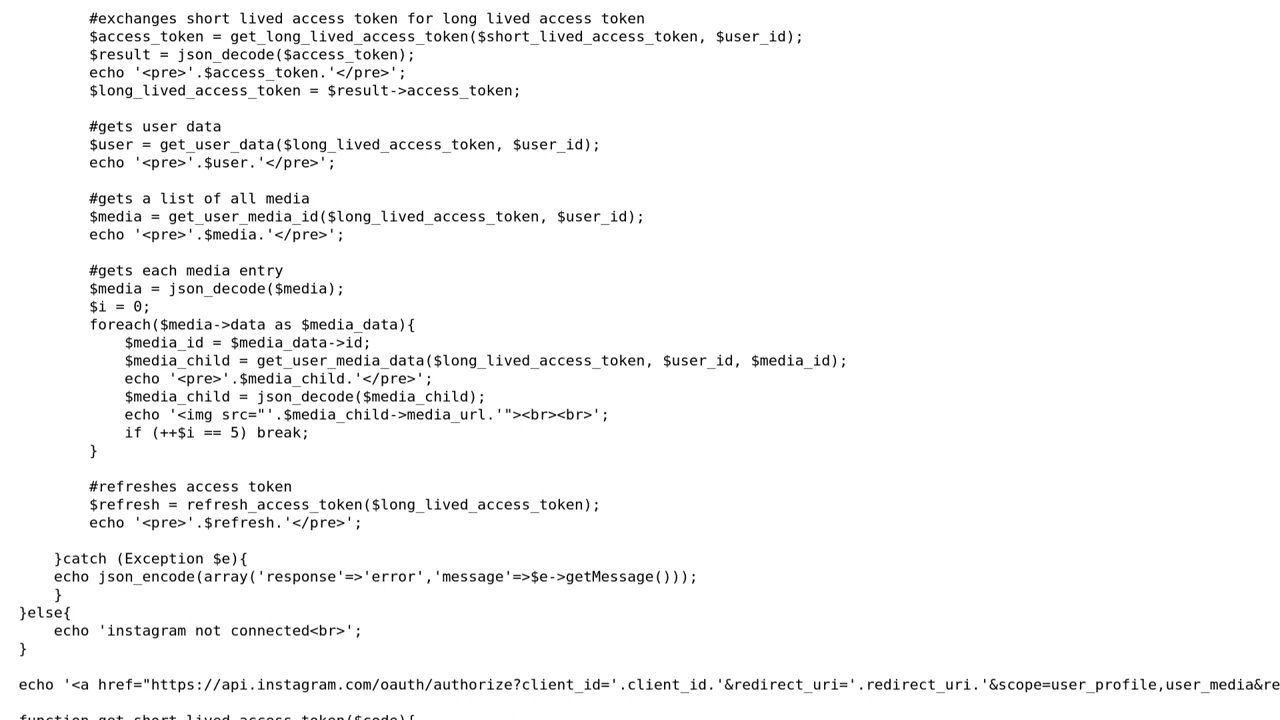 #exchanges short lived access token for long lived access token
$access_token = get_long_lived_access_token($short_lived_access_token, $user_id);
$result = json_decode($access_token);
echo '<pre>'.$access_token.'</pre>';
$long_lived_access_token = $result->access_token;
#gets user data
$user = get_user_data($long_lived_access_token, $user_id);
echo '<pre>'.$user.'</pre>';
#gets a list of all media
$media = get_user_media_id($long_lived_access_token, $user_id);
echo '<pre>'.$media.'</pre>';
#gets each media entry
$media = json_decode($media);
$i = 0;
foreach($media->data as $media_data){
$media_id = $media_data->id;
$media_child = get_user_media_data($long_lived_access_token, $user_id, $media_id);
echo '<pre>'.$media_child.'</pre>';
$media_child = json_decode($media_child);
echo '<img src="'.$media_child->media_url.'"><br><br>';
if (++$i == 5) break;
}
#refreshes access token
$refresh = refresh_access_token($long_lived_access_token);
echo '<pre>'.$refresh.'</pre>';
}catch (Exception $e){
echo json_encode(array('response'=>'error','message'=>$e->getMessage()));
}
}else{
echo 'instagram not connected<br>';
}
echo '<a href="https://api.instagram.com/oauth/authorize?client_id='.client_id.'&redirect_uri='.redirect_uri.'&scope=user_profile,user_media&re
function get_short_lived_access_token($code){